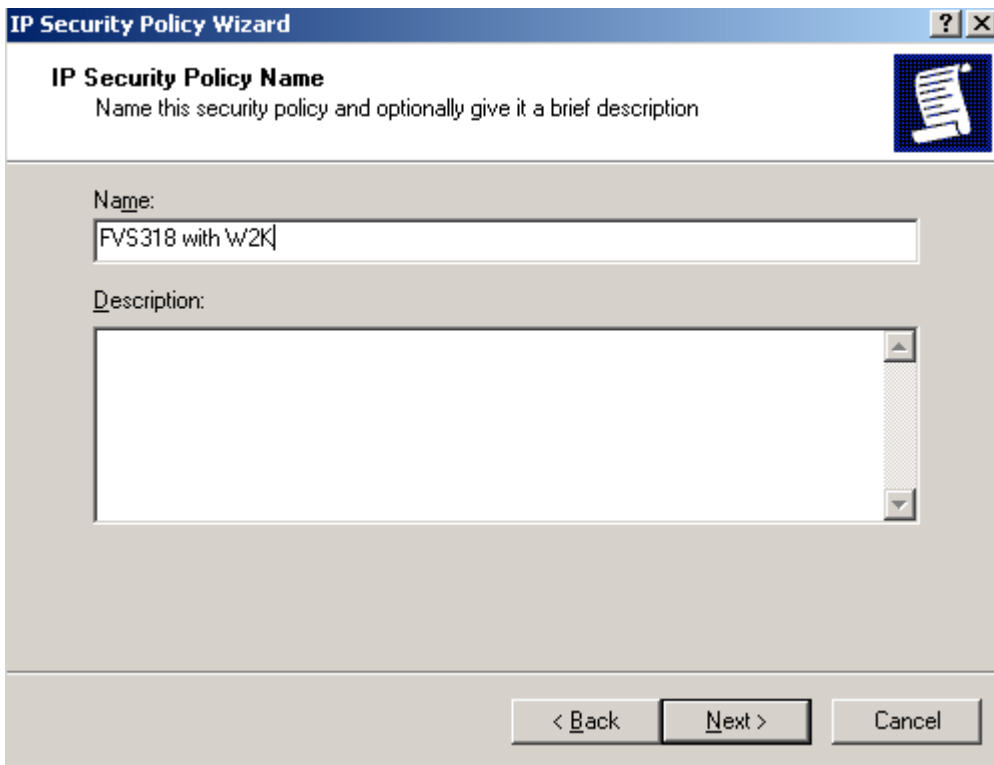 IP Security Policy Wizard
IP Security Policy Name
Name this security policy and optionally give it a brief description
Name:
FVS318 with W2K
Description:
< Back Next > Cancel